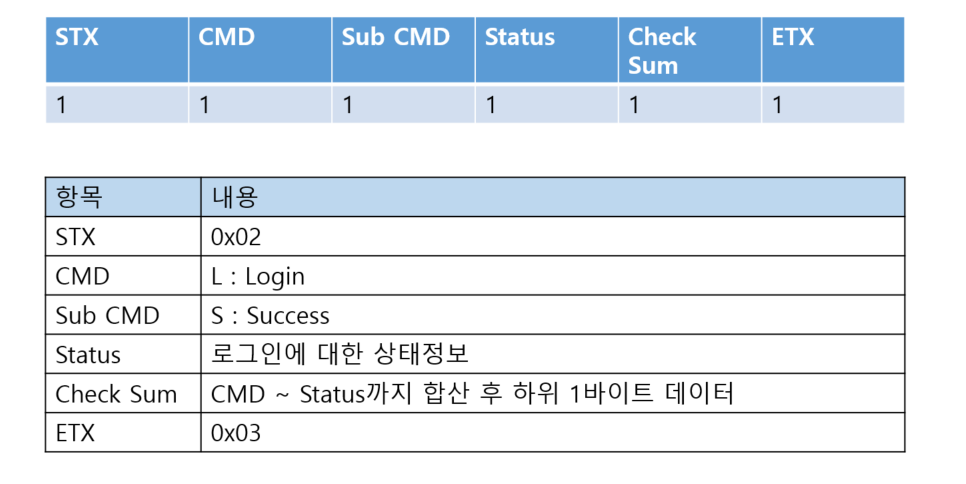 STX CMD Sub CMD Status Check Sum ETX
1 1 1 1 1 1
항목 내용
STX 0x02
CMD L : Login
Sub CMD S : Success
Status 로그인에 대한 상태정보
Check Sum CMD ~ Status까지 합산 후 하위 1바이트 데이터
ETX 0x03